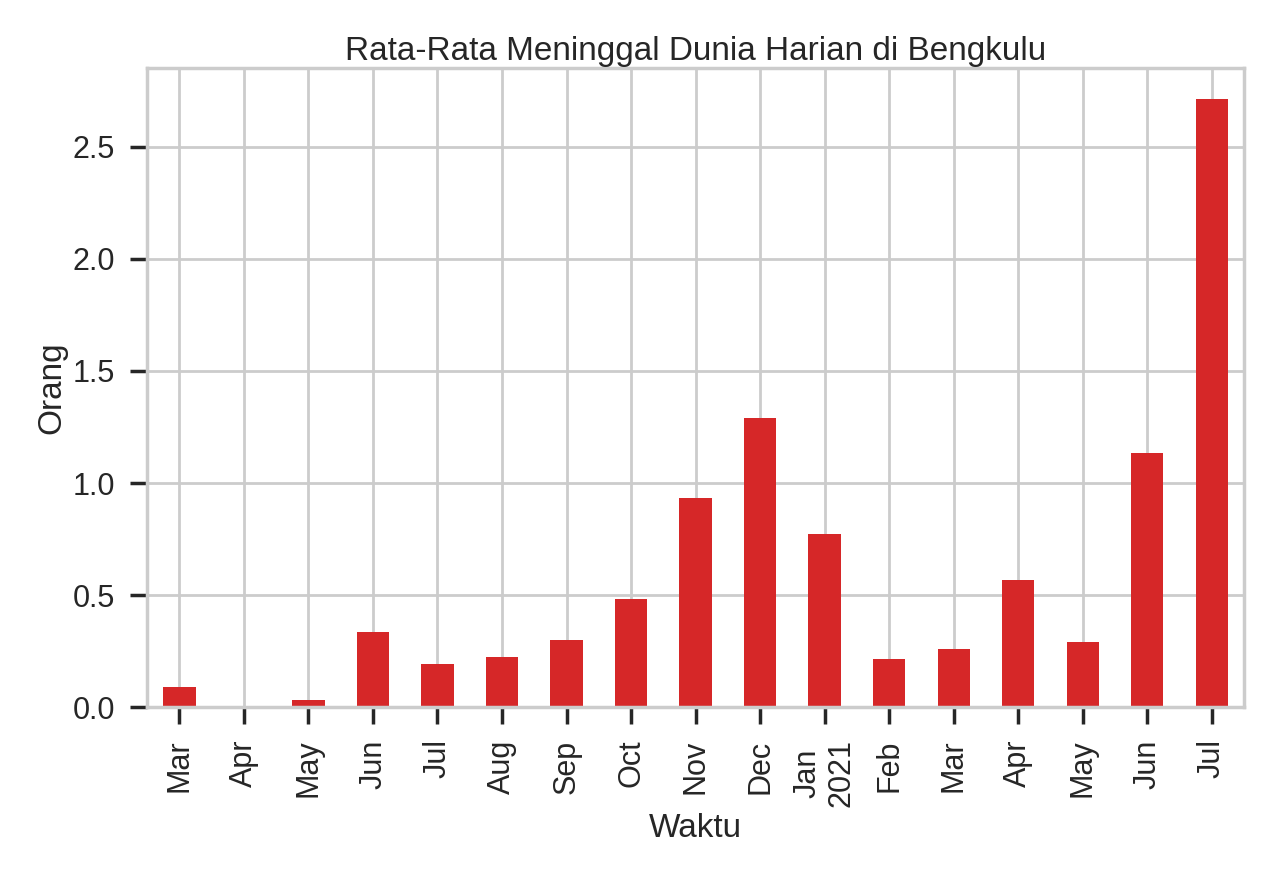 Rata-Rata Meninggal Dunia Harian di Bengkulu
Orang
2.5
2.0
1.5
1.0
0.5
0.0
Mar
Apr
May
Jun
Jul
Aug
Sep
Oct
Nov
Dec
Jan
2021
Feb
Mar
Apr
May
Jun
Jul
Waktu